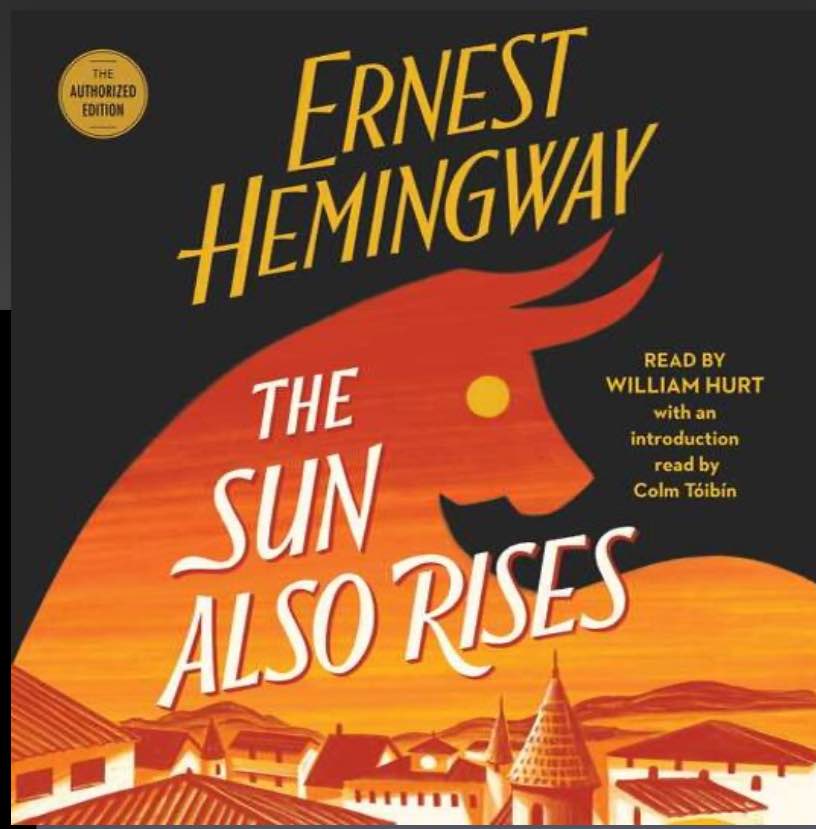 THE
AUTHORIZED
EDITION
ERNEST
HEMINGWAY
THE
SUN
ALSO RISES
READ BY
WILLIAM HURT
with an
introduction
read by
Colm Tóibín